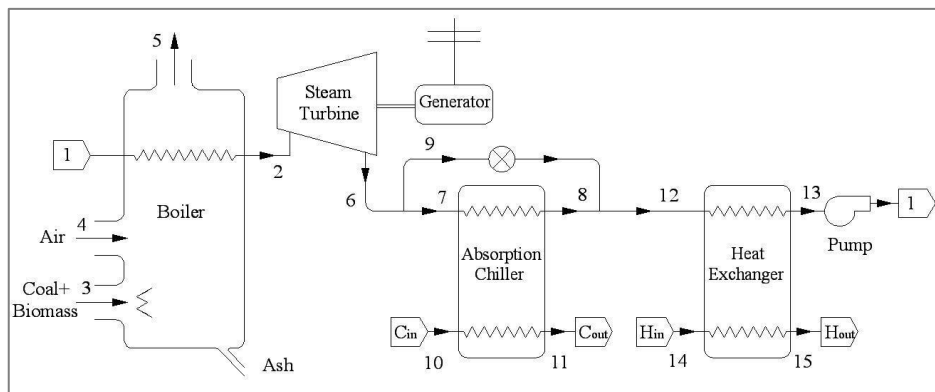 5
Steam
Turbine
Generator
1
2
9
6
7
8
12
13
1
Boiler
4
Air
Pump
Absorption
Chiller
Heat
Exchanger
Coal+
3
Biomass
Cin
Cout
Hin
Hout
10
11
14
15
Ash